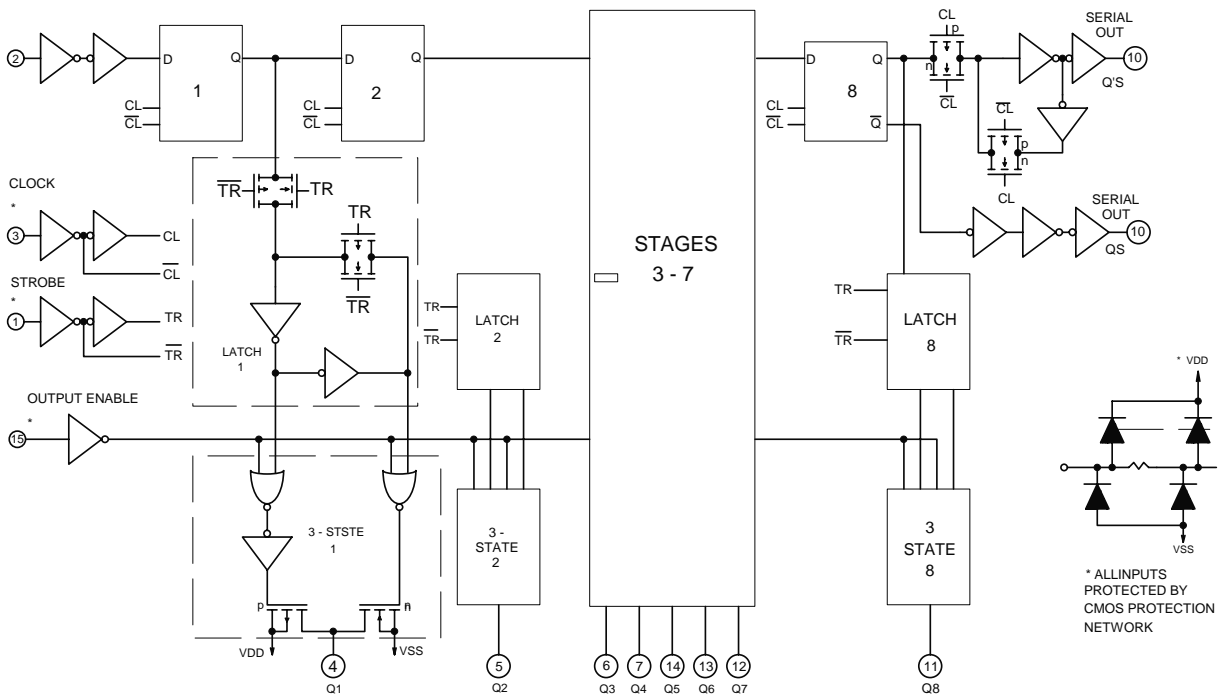 CL
p
n
CL
SERIAL
OUT
2
D
Q
1
CL
CL
D
Q
2
CL
CL
STAGES
3 - 7
D
Q
8
Q
CL
CL
10
Q'S
CL
p
n
CL
CLOCK
*
3
CL
CL
STROBE
*
1
TR
TR
TR
TR
TR
TR
LATCH
1
TR
TR
LATCH
2
TR
TR
LATCH
8
SERIAL
OUT
10
QS
OUTPUT ENABLE
*
15
3 - STSTE
1
p
n
VDD
VSS
4
Q1
3 -
STATE
2
5
Q2
6
Q3
7
Q4
14
Q5
13
Q6
12
Q7
3
STATE
8
11
Q8
* VDD
VSS
* ALLINPUTS
PROTECTED BY
CMOS PROTECTION
NETWORK